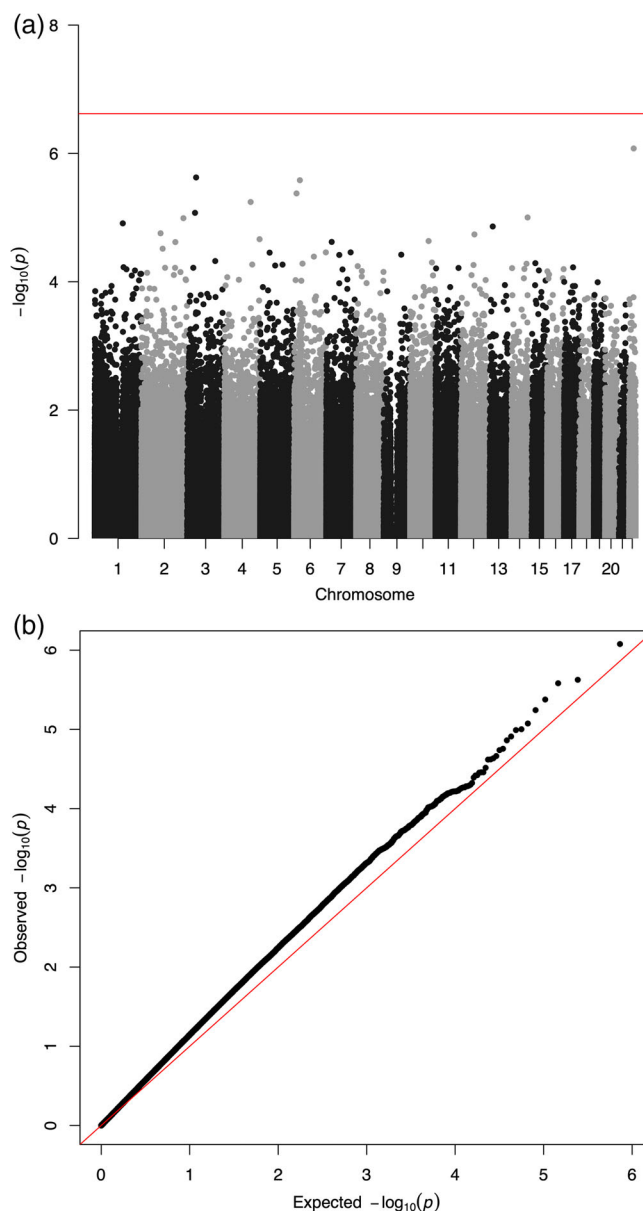 (a)
8
6
4
2
0
−log10(p)
1 2 3 4 5 6 7 8 9 11 13 15 17 20
Chromosome
(b)
6
5
4
3
2
1
0
Observed −log10(p)
0 1 2 3 4 5 6
Expected −log10(p)